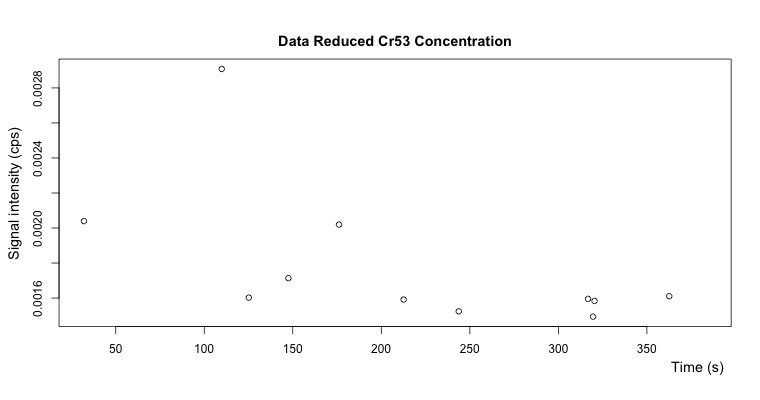 Data Reduced Cr53 Concentration
Signal intensity (cps)
0.0028
0.0024
0.0020
0.0016
50 100 150 200 250 300 350
Time (s)